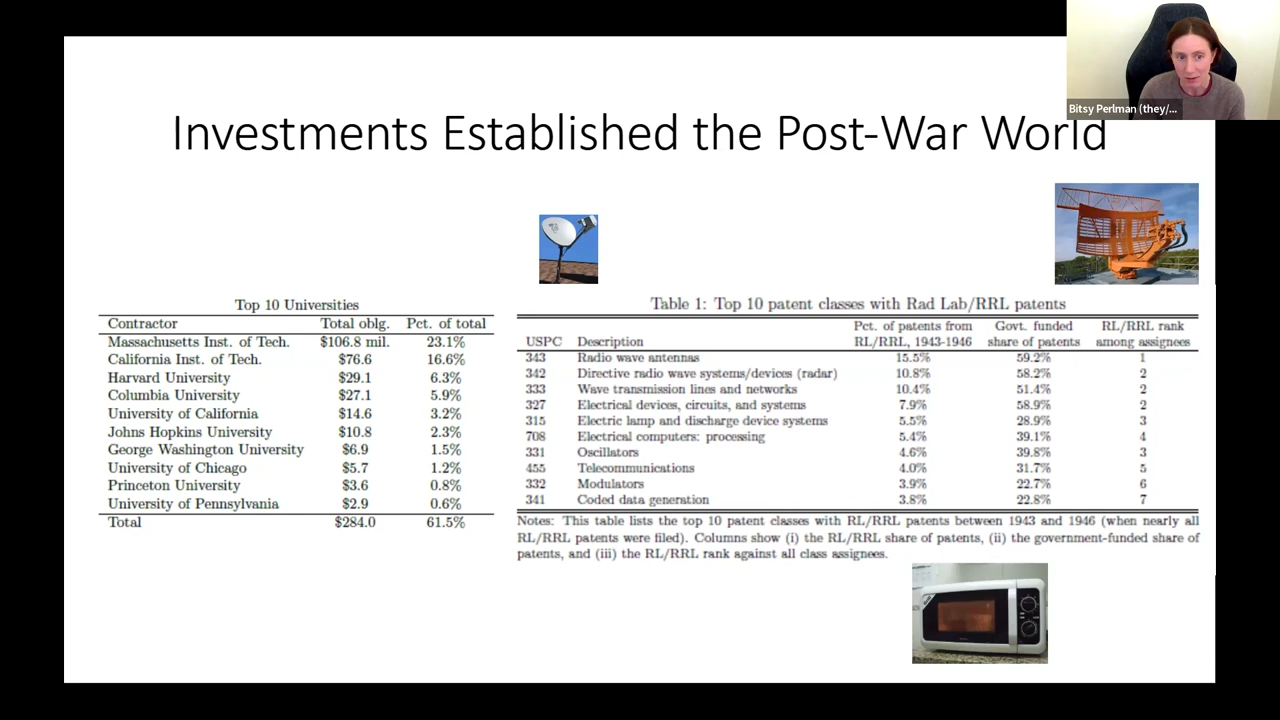 Bitsy Perlman (they/...
Investments Established the Post-War World
Top 10 Universities
Contractor Total oblg. Pct. of total
Massachusetts Inst. of Tech. $106.8 mil. 23.1%
California Inst. of Tech. $76.6 16.6%
Harvard University $29.1 6.3%
Columbia University $27.1 5.9%
University of California $14.6 3.2%
Johns Hopkins University $10.8 2.3%
George Washington University $6.9 1.5%
University of Chicago $5.7 1.2%
Princeton University $3.6 0.8%
University of Pennsylvania $2.9 0.6%
Total $284.0 61.5%
Table 1: Top 10 patent classes with Rad Lab/RRL patents
Pct. of patents from Govt. funded RL/RRL rank
USPC Description RL/RRL, 1943-1946 share of patents among assignees
343 Radio wave antennas 15.5% 59.2% 1
342 Directive radio wave systems/devices (radar) 10.8% 58.2% 2
333 Wave transmission lines and networks 10.4% 51.4% 2
327 Electrical devices, circuits, and systems 7.9% 58.9% 2
315 Electric lamp and discharge device systems 5.5% 28.9% 3
708 Electrical computers: processing 5.4% 39.1% 4
331 Oscillators 4.6% 39.8% 3
455 Telecommunications 4.0% 31.7% 5
332 Modulators 3.9% 22.7% 6
341 Coded data generation 3.8% 22.8% 7
Notes: This table lists the top 10 patent classes with RL/RRL patents between 1943 and 1946 (when nearly all
RL/RRL patents were filed). Columns show (i) the RL/RRL share of patents, (ii) the government-funded share of
patents, and (iii) the RL/RRL rank against all class assignees.